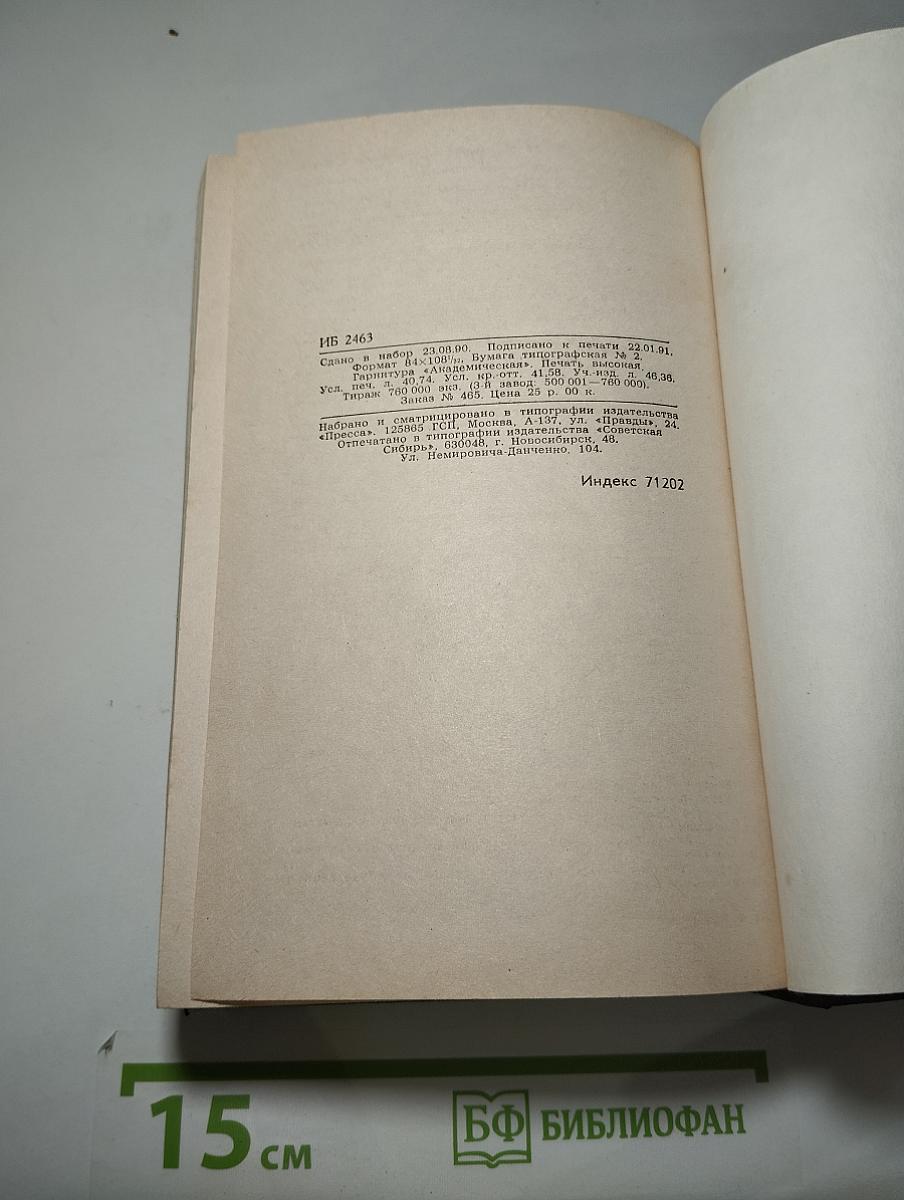 ИБ 2463
Сдано в набор 23.08.90. Подписано к печати 22.01.91.
Формат 84×108¹/₃₂. Бумага типографская № 2.
Гарнитура «Академическая». Печать высокая.
Усл. печ. л. 40,74. Усл. кр.-отт. 41,58. Уч.-изд. л. 46,36.
Тираж 760 000 экз. (3-й завод: 500 001—760 000).
Заказ № 465. Цена 25 р. 00 к.
Набрано и сматрицировано в типографии издательства
«Пресса». 125865 ГСП, Москва, А-137, ул. «Правды», 24.
Отпечатано в типографии издательства «Советская
Сибирь», 630048, г. Новосибирск, 48.
Ул. Немировича-Данченко, 104.
Индекс 71202
15 см
БФ БИБЛИОФАН